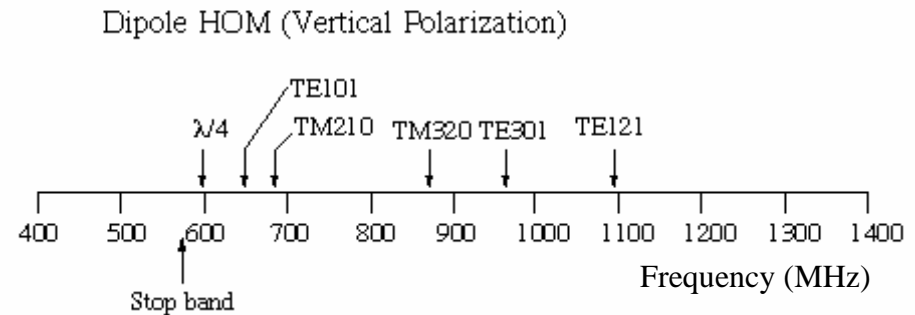 Dipole HOM (Vertical Polarization)
TE101
λ/4 TM210 TM320 TE301 TE121
400 500 600 700 800 900 1000 1100 1200 1300 1400
Frequency (MHz)
Stop band